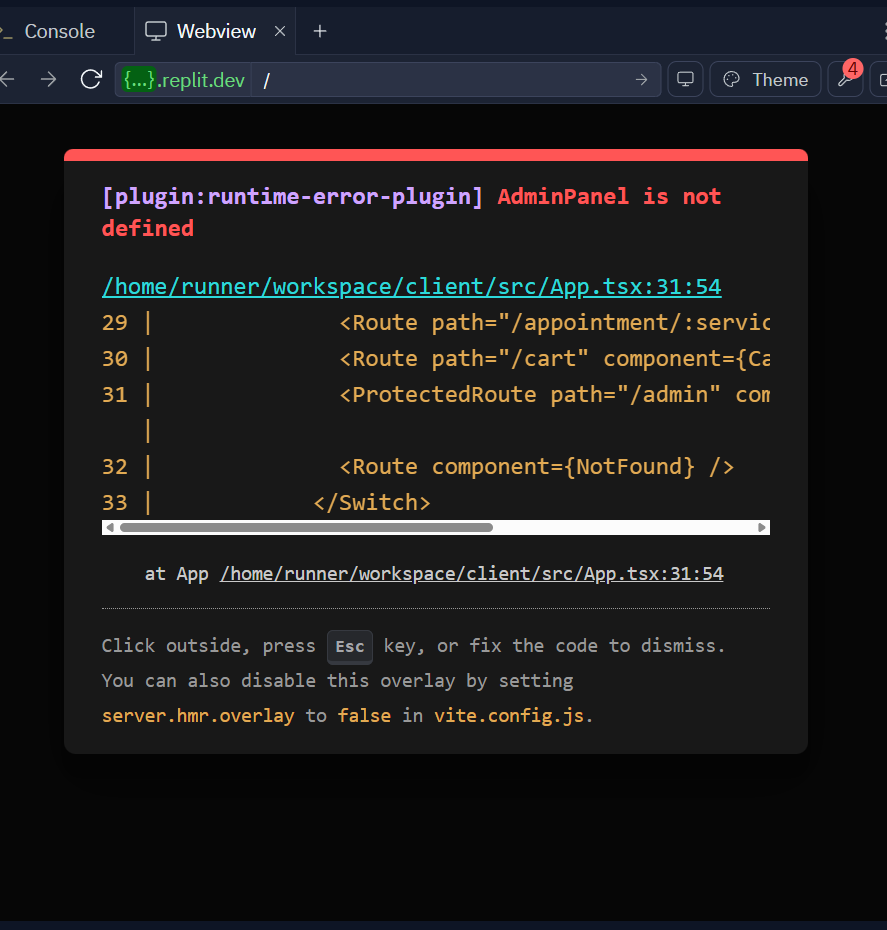 Console
Webview
{...}.replit.dev /
Theme
4
[plugin:runtime-error-plugin] AdminPanel is not
defined
/home/runner/workspace/client/src/App.tsx:31:54
29 | <Route path="/appointment/:servic
30 | <Route path="/cart" component={Ca
31 | <ProtectedRoute path="/admin" com
|
32 | <Route component={NotFound} />
33 | </Switch>
at App /home/runner/workspace/client/src/App.tsx:31:54
Click outside, press Esc key, or fix the code to dismiss.
You can also disable this overlay by setting
server.hmr.overlay to false in vite.config.js.